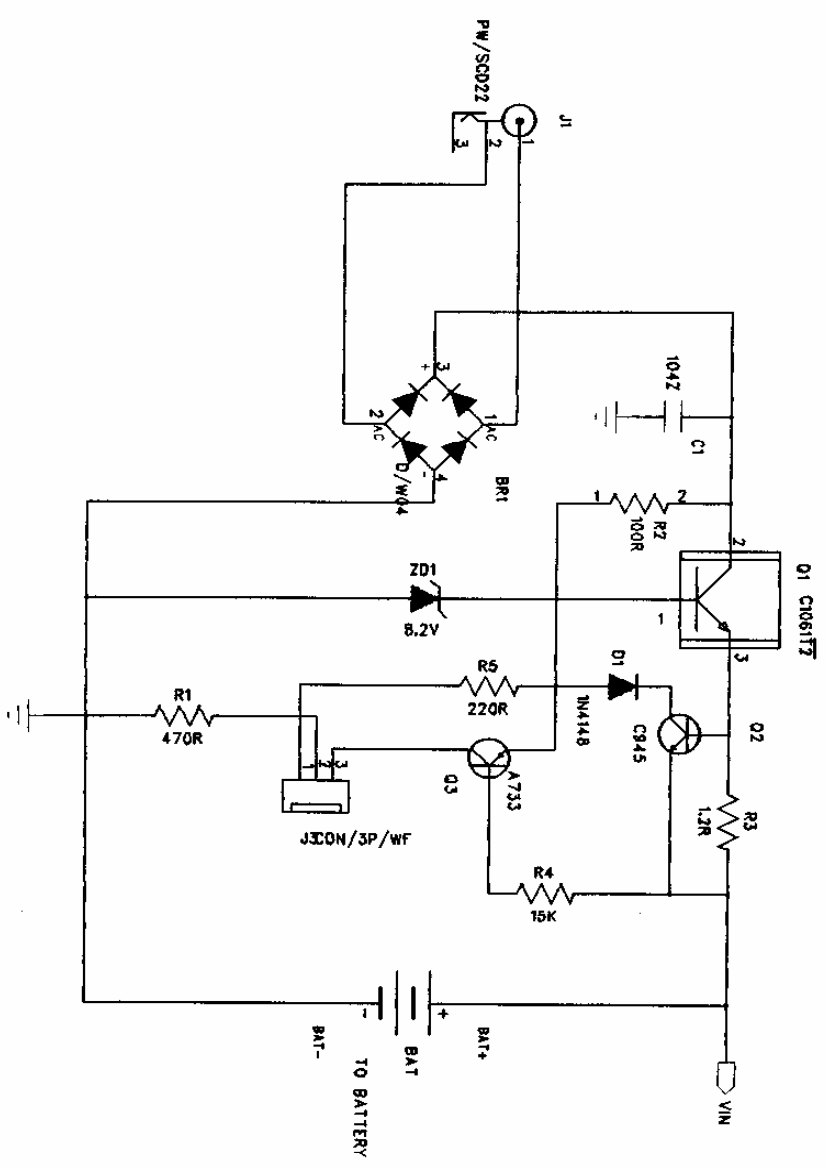 PW/SCD22
J1
1
2
3
104Z
C1
3
+
2
AC
1
AC
4
-
D/W04
BR1
1
2
R2
100R
2
Q1 C1061T2
1
3
ZD1
8.2V
D1
1N4148
R5
220R
C945
Q2
R1
470R
1
2
3
J3CON/3P/WF
Q3
A733
R3
1.2R
R4
15K
-
+
BAT-
BAT
BAT+
TO BATTERY
VIN